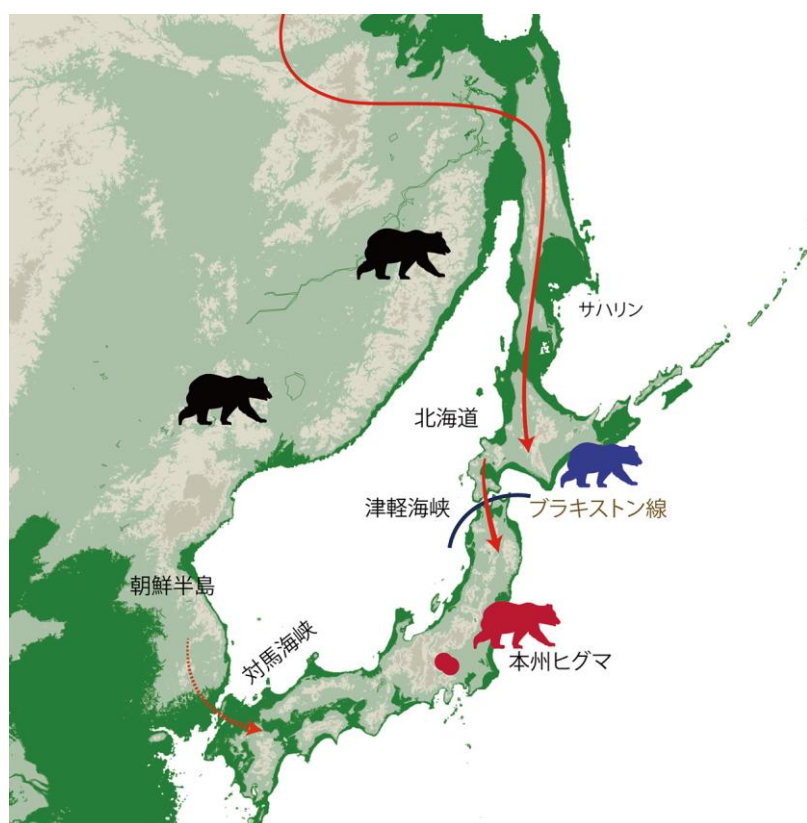 サハリン
北海道
津軽海峡
ブラキストン線
朝鮮半島
対馬海峡
本州ヒグマ